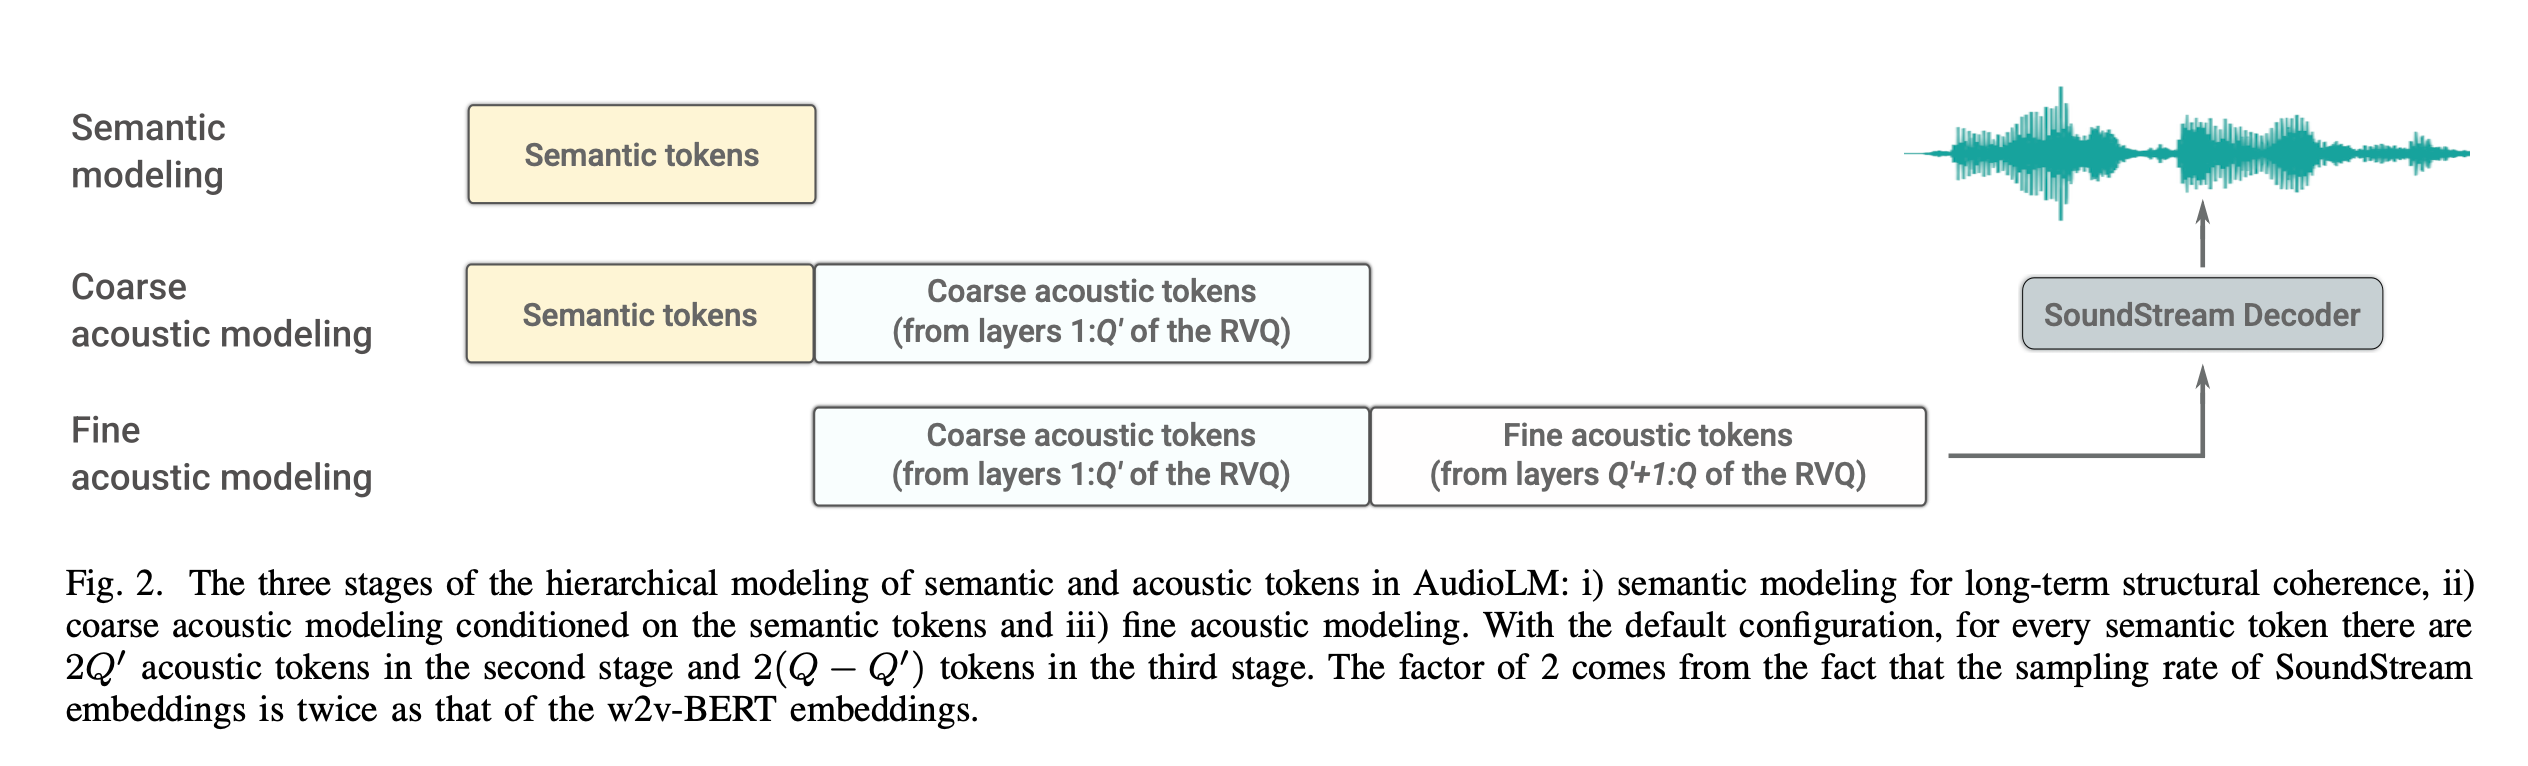 Semantic
modeling
Semantic tokens
Coarse
acoustic modeling
Semantic tokens
Coarse acoustic tokens
(from layers 1:Q' of the RVQ)
SoundStream Decoder
Fine
acoustic modeling
Coarse acoustic tokens
(from layers 1:Q' of the RVQ)
Fine acoustic tokens
(from layers Q'+1:Q of the RVQ)
Fig. 2. The three stages of the hierarchical modeling of semantic and acoustic tokens in AudioLM: i) semantic modeling for long-term structural coherence, ii)
coarse acoustic modeling conditioned on the semantic tokens and iii) fine acoustic modeling. With the default configuration, for every semantic token there are
2Q′ acoustic tokens in the second stage and 2(Q − Q′) tokens in the third stage. The factor of 2 comes from the fact that the sampling rate of SoundStream
embeddings is twice as that of the w2v-BERT embeddings.